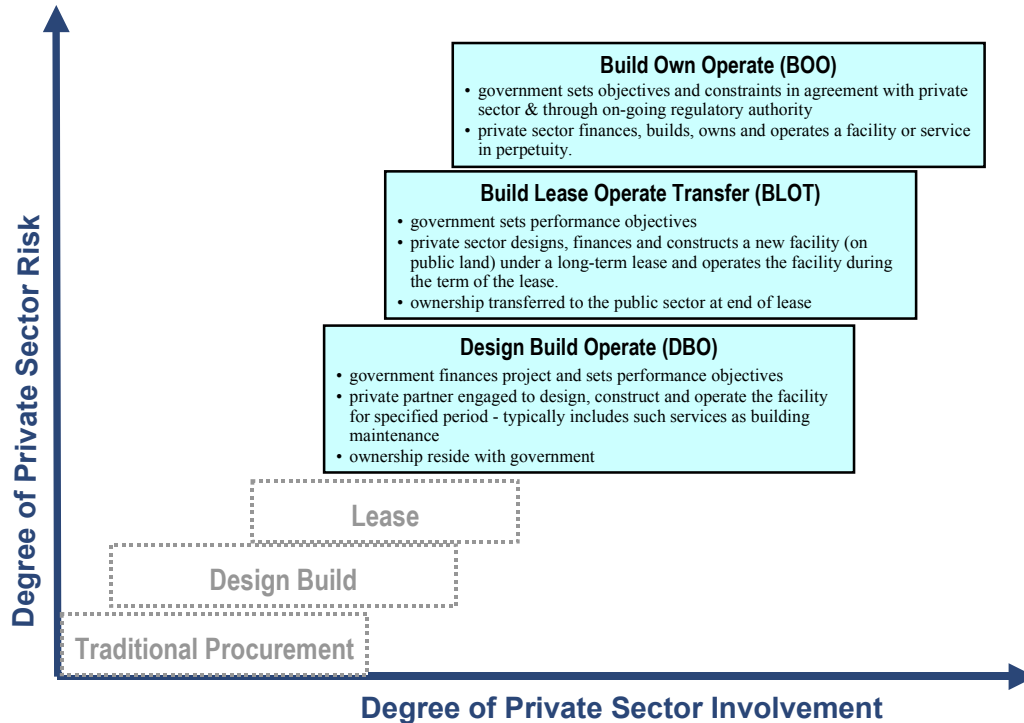 Degree of Private Sector Risk
Build Own Operate (BOO)
• government sets objectives and constraints in agreement with private
sector & through on-going regulatory authority
• private sector finances, builds, owns and operates a facility or service
in perpetuity.
Build Lease Operate Transfer (BLOT)
• government sets performance objectives
• private sector designs, finances and constructs a new facility (on
public land) under a long-term lease and operates the facility during
the term of the lease.
• ownership transferred to the public sector at end of lease
Design Build Operate (DBO)
• government finances project and sets performance objectives
• private partner engaged to design, construct and operate the facility
for specified period - typically includes such services as building
maintenance
• ownership reside with government
Lease
Design Build
Traditional Procurement
Degree of Private Sector Involvement